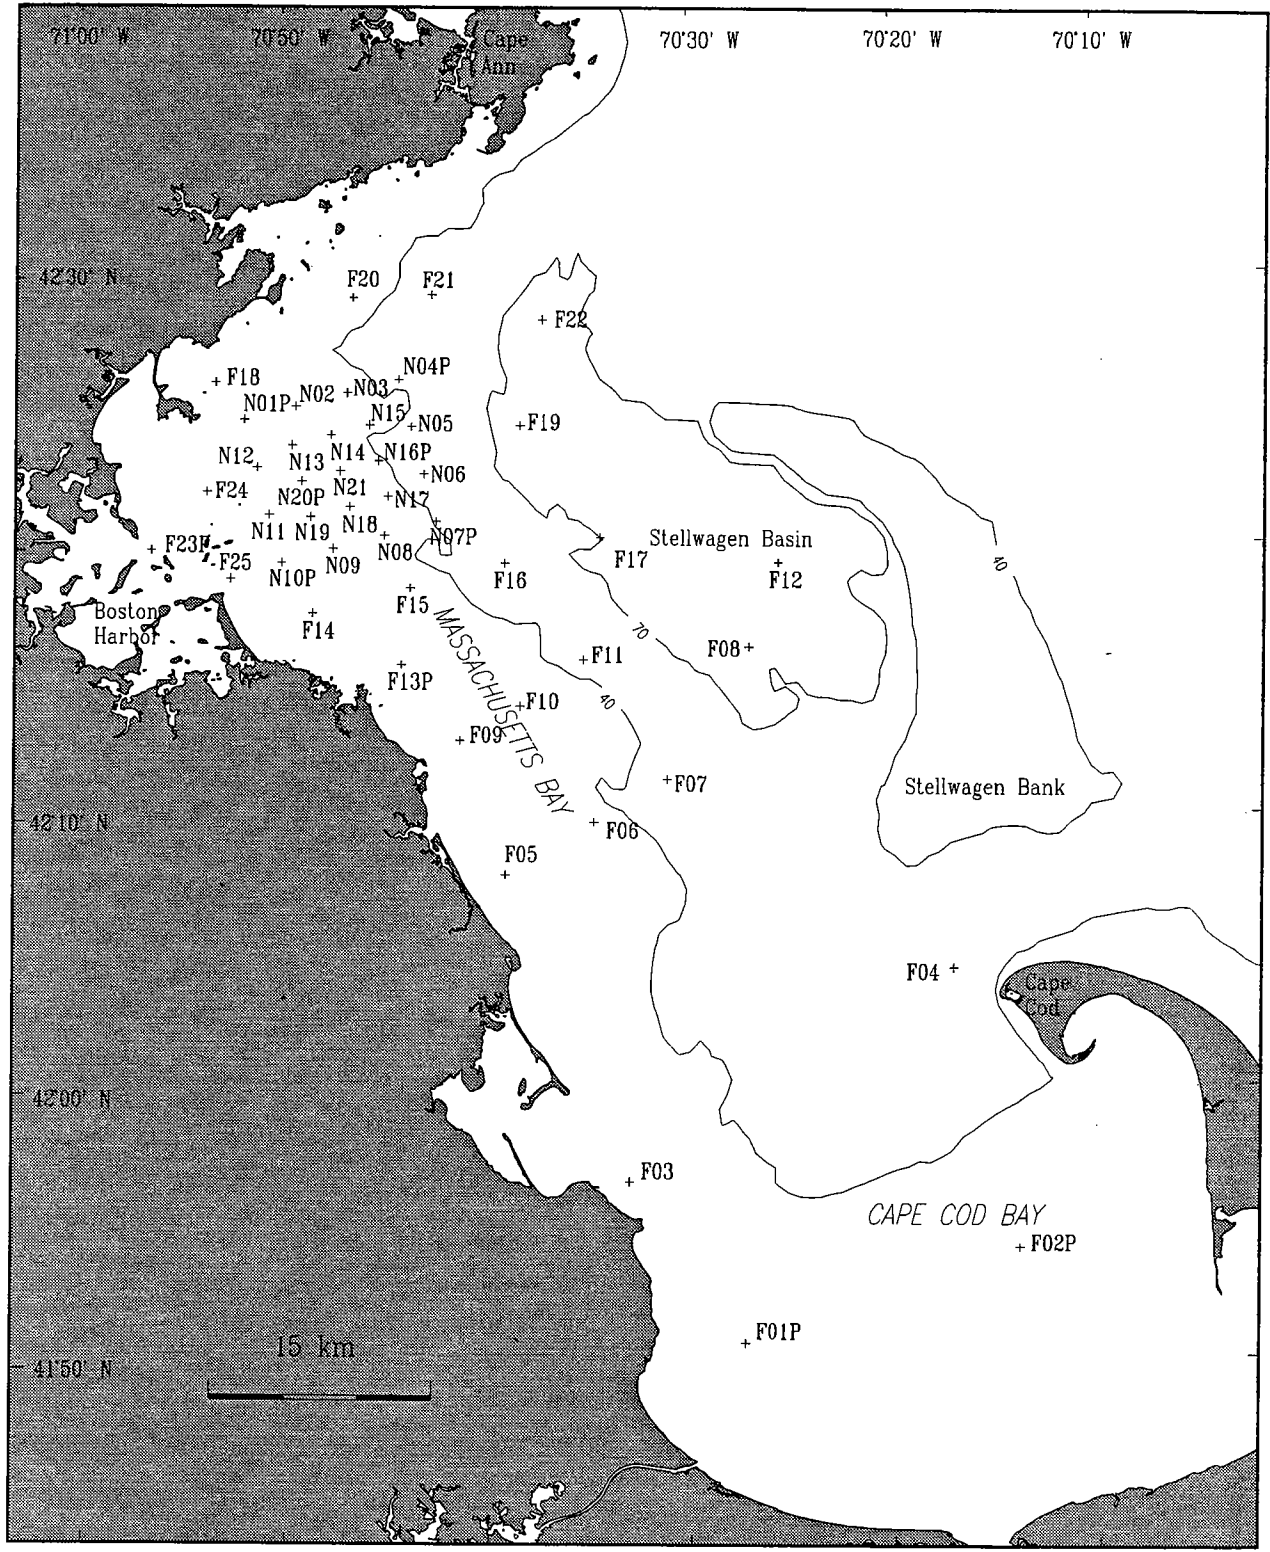 71°00" W
70°50' W
70°30' W
70°20' W
70°10' W
Cape
Ann
42°30' N
F20
F21
F22
N04P
F18
N01P
N02
N03
N15
N05
F19
N12
N13
N14
N16P
N06
F24
N20P
N21
N17
N11
N19
N18
N07P
F23P
F25
N10P
N09
N08
F16
F17
Stellwagen Basin
F12
40
Boston
Harbor
F14
F15
70
F13P
F11
F08
MASSACHUSETTS BAY
F10
40
F09
F07
Stellwagen Bank
42°10' N
F06
F05
F04
Cape
Cod
42°00' N
F03
CAPE COD BAY
F02P
F01P
15 km
41°50' N